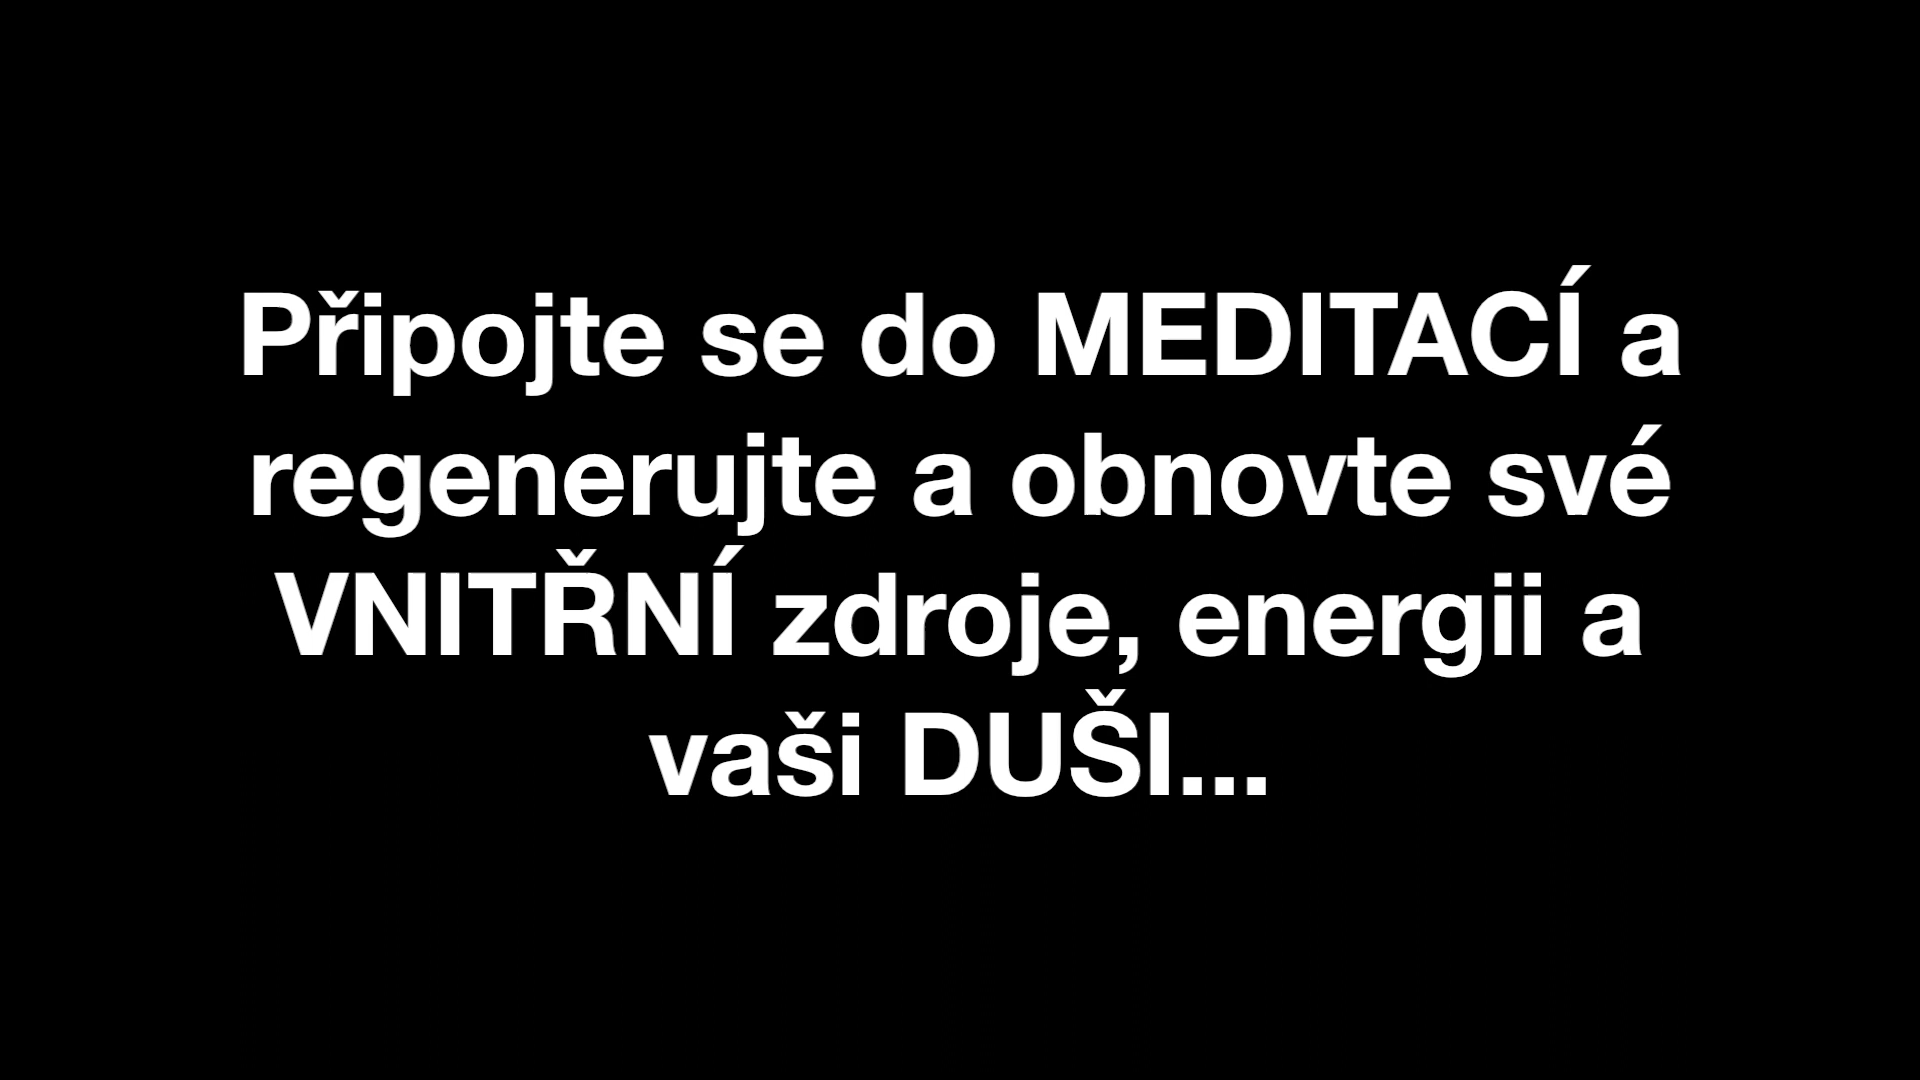 Připojte se do MEDITACÍ a
regenerujte a obnovte své
VNITŘNÍ zdroje, energii a
vaši DUŠI...